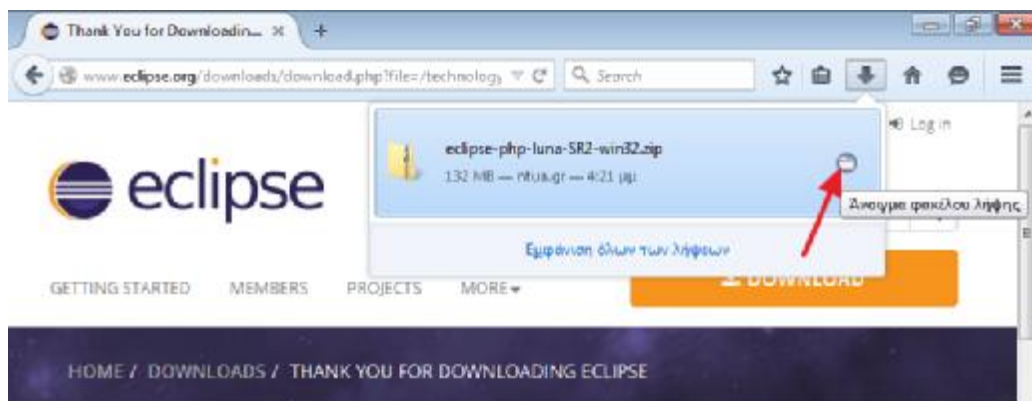 Thank You for Downloadin...
www.eclipse.org/downloads/download.php?file=/technology
Search
Log in
eclipse-php-luna-SR2-win32.zip
132 MB — ntua.gr — 4:21 μμ
Άνοιγμα φακέλου λήψης
eclipse
Εμφάνιση όλων των λήψεων
GETTING STARTED MEMBERS PROJECTS MORE
DOWNLOAD
HOME / DOWNLOADS / THANK YOU FOR DOWNLOADING ECLIPSE